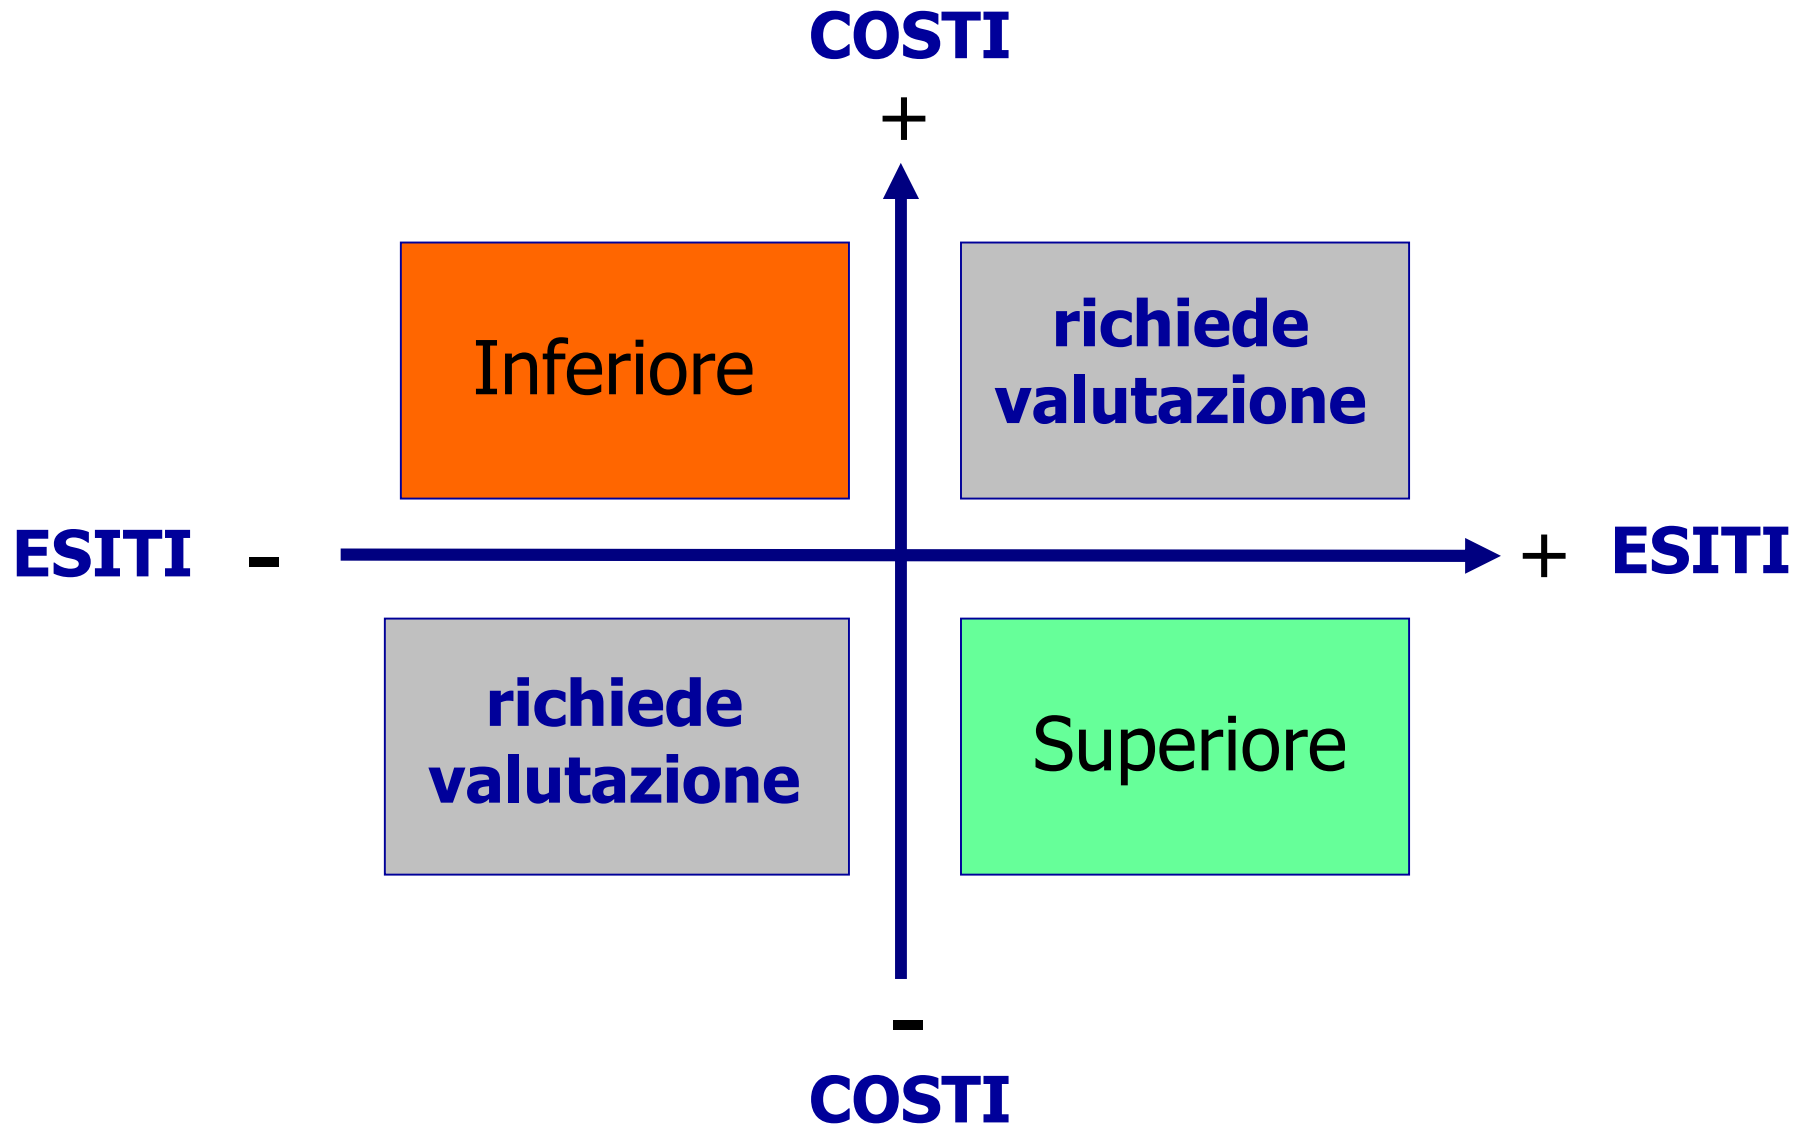 COSTI
+
Inferiore
richiede
valutazione
ESITI - + ESITI
richiede
valutazione
Superiore
-
COSTI